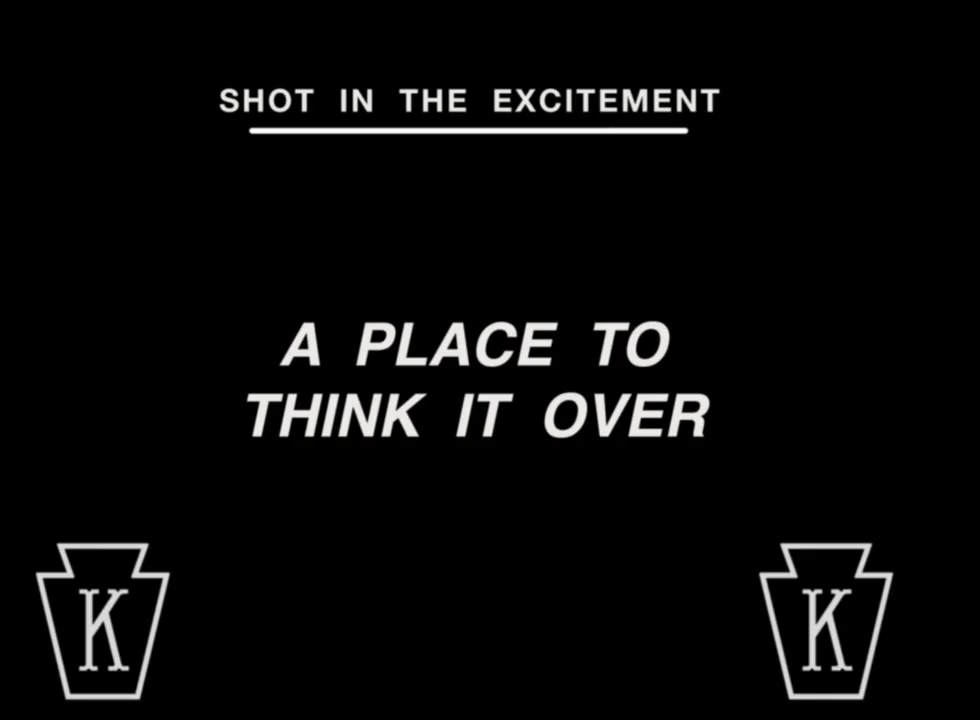 SHOT IN THE EXCITEMENT
A PLACE TO
THINK IT OVER
K K